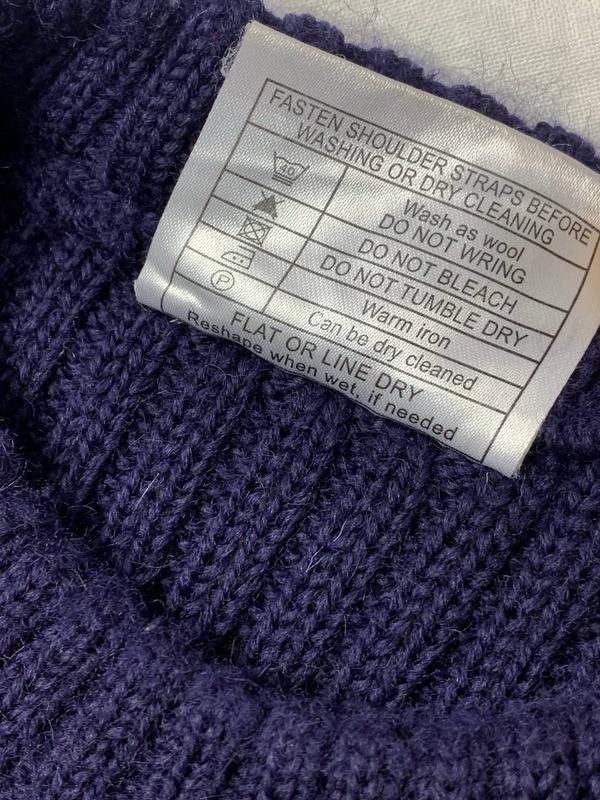 FASTEN SHOULDER STRAPS BEFORE
WASHING OR DRY CLEANING
40
Wash as wool
DO NOT WRING
DO NOT BLEACH
DO NOT TUMBLE DRY
Warm iron
P
Can be dry cleaned
FLAT OR LINE DRY
Reshape when wet, if needed